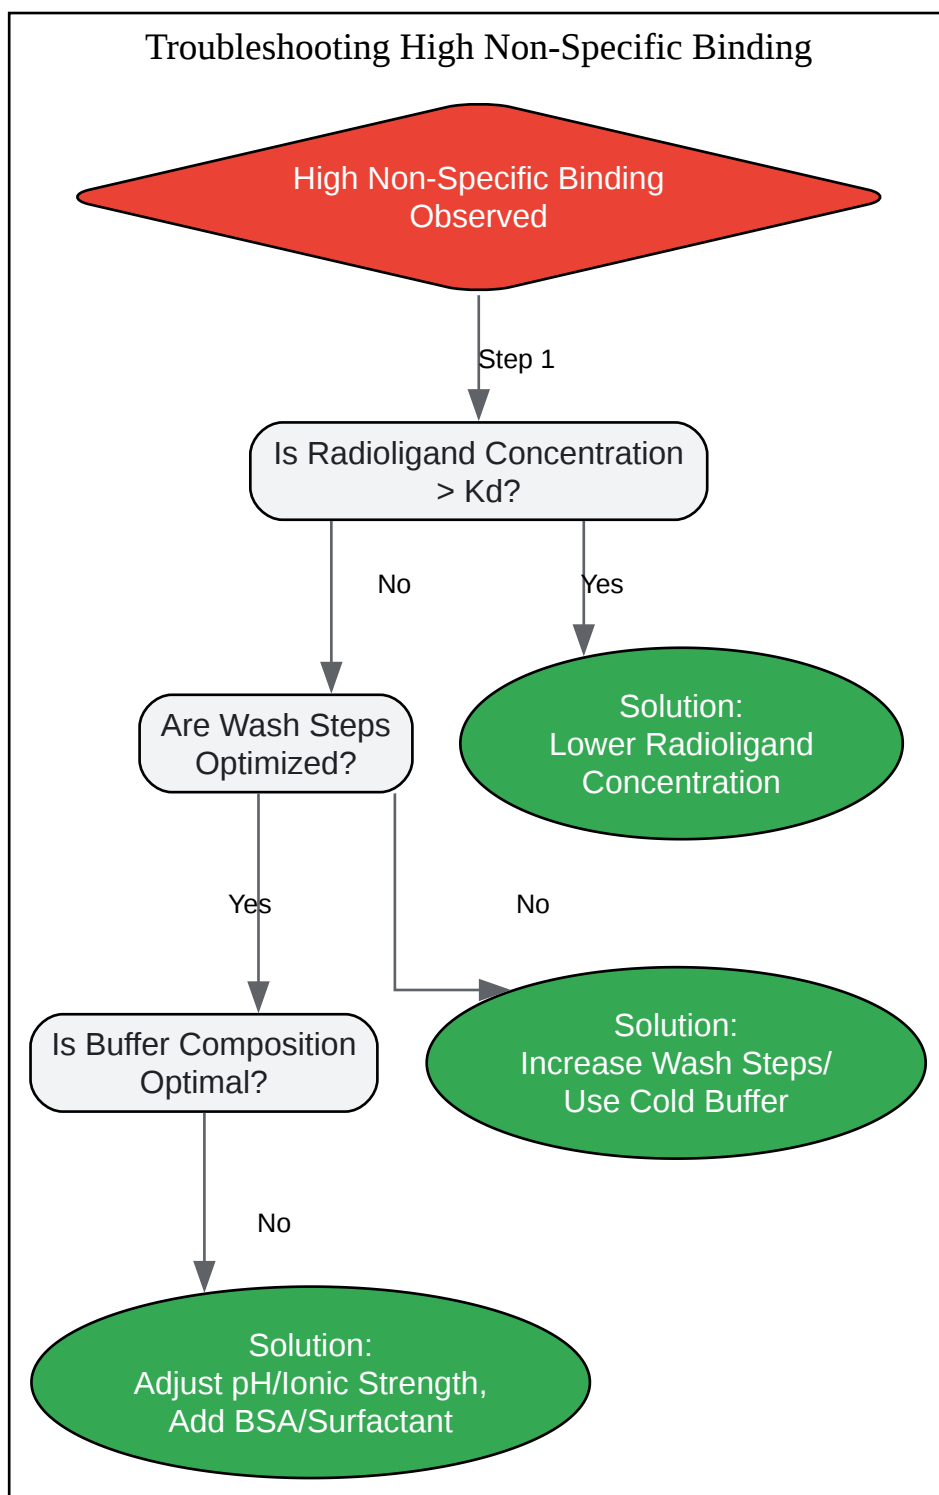 Troubleshooting High Non-Specific Binding
High Non-Specific Binding
Observed
Step 1
Is Radioligand Concentration
> Kd?
No
Yes
Solution:
Lower Radioligand
Concentration
Are Wash Steps
Optimized?
Yes
No
Solution:
Increase Wash Steps/
Use Cold Buffer
Is Buffer Composition
Optimal?
No
Solution:
Adjust pH/Ionic Strength,
Add BSA/Surfactant